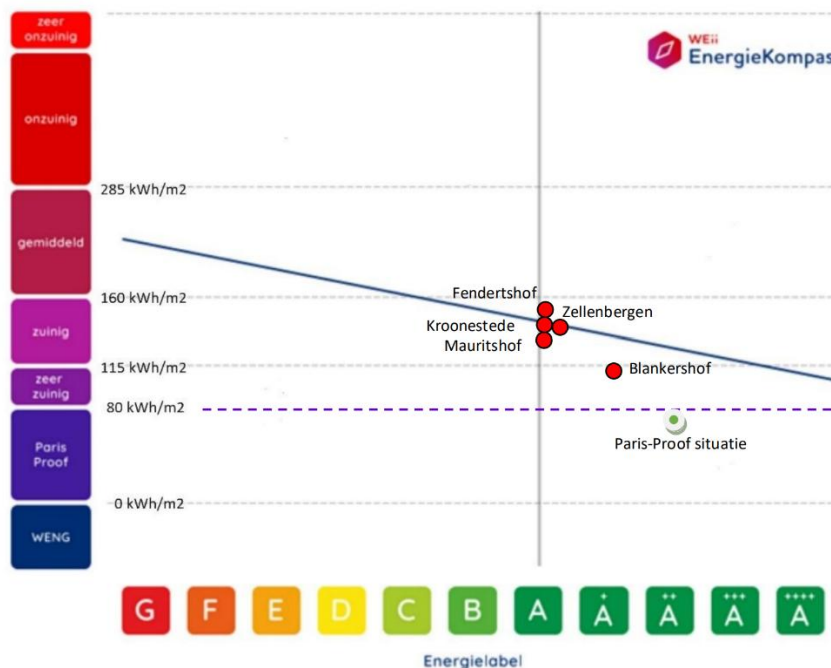 zeer
onzuinig
WEii
EnergieKompas
onzuinig
285 kWh/m2
gemiddeld
160 kWh/m2
Fendertshof
Zellenbergen
Kroonestede
Mauritshof
zuinig
115 kWh/m2
Blankershof
zeer
zuinig
80 kWh/m2
Paris
Proof
Paris-Proof situatie
0 kWh/m2
WENG
G F E D C B A A+ A++ A+++ A++++
Energielabel